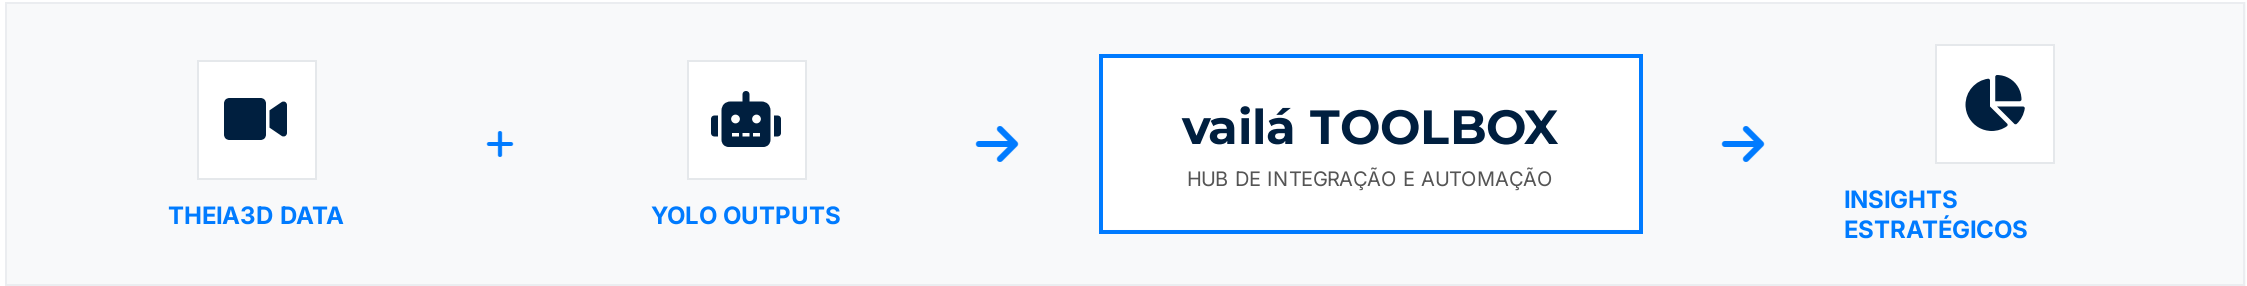 THEIA3D DATA
+
YOLO OUTPUTS
vailá TOOLBOX
HUB DE INTEGRAÇÃO E AUTOMAÇÃO
INSIGHTS
ESTRATÉGICOS